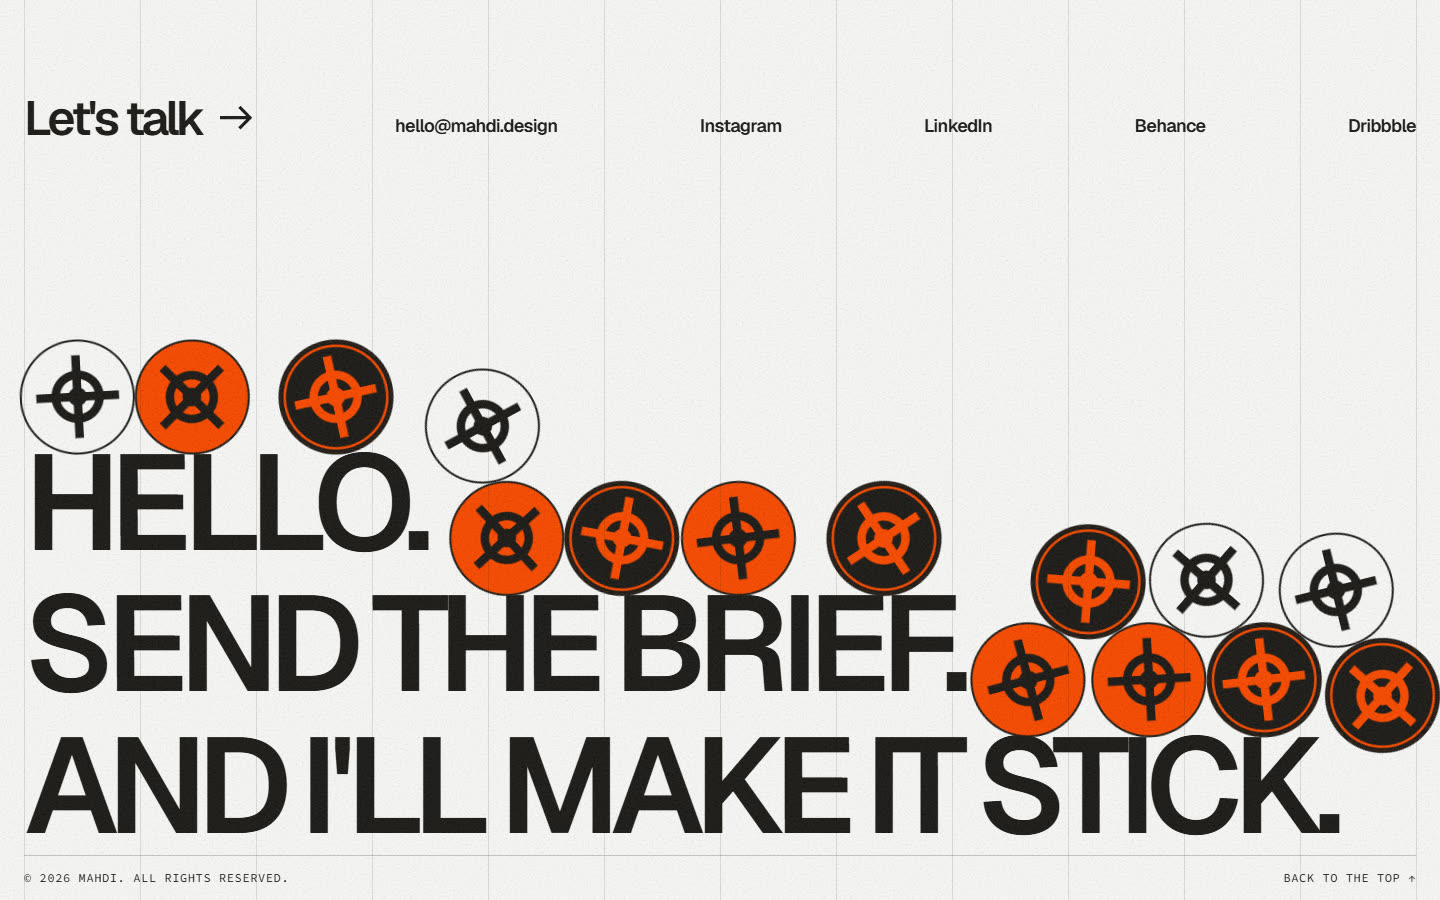 Let's talk →
hello@mahdi.design
Instagram
LinkedIn
Behance
Dribbble
HELLO.
SEND THE BRIEF.
AND I'LL MAKE IT STICK.
© 2026 MAHDI. ALL RIGHTS RESERVED.
BACK TO THE TOP ↑